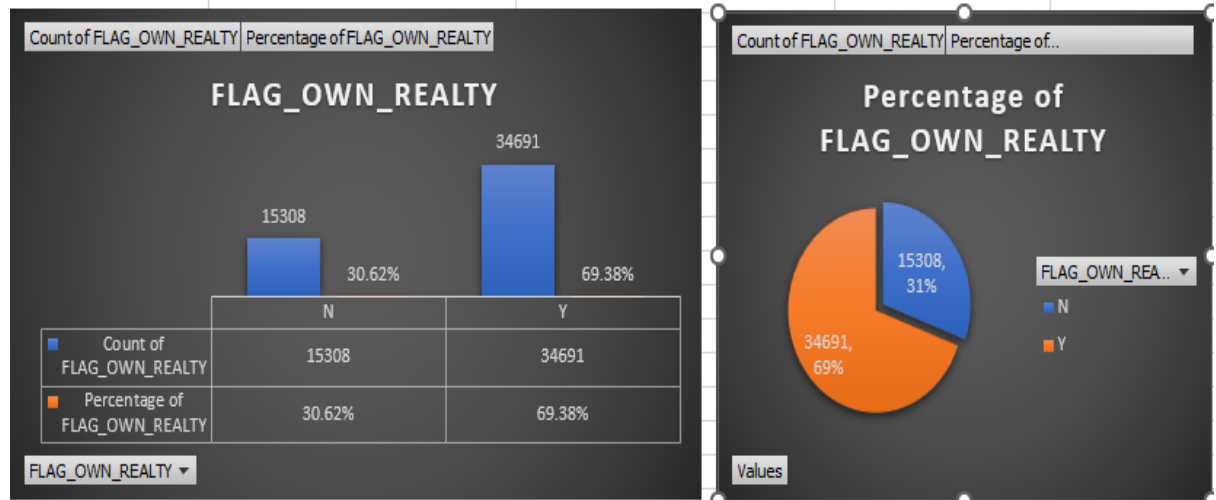 Count of FLAG_OWN_REALTY Percentage of FLAG_OWN_REALTY
FLAG_OWN_REALTY
34691
15308
30.62%
69.38%
N Y
Count of
FLAG_OWN_REALTY
15308 34691
Percentage of
FLAG_OWN_REALTY
30.62% 69.38%
FLAG_OWN_REALTY
Count of FLAG_OWN_REALTY Percentage of...
Percentage of
FLAG_OWN_REALTY
15308,
31%
34691,
69%
FLAG_OWN_REA...
N
Y
Values